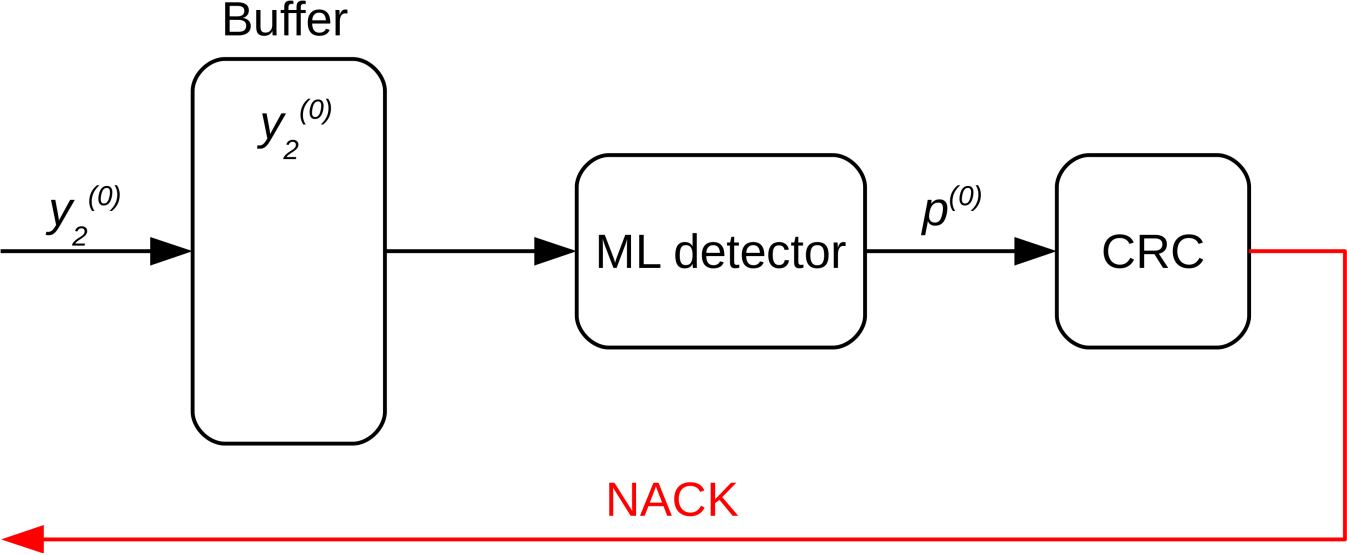 Buffer
y₂⁽⁰⁾
y₂⁽⁰⁾
ML detector
p⁽⁰⁾
CRC
NACK